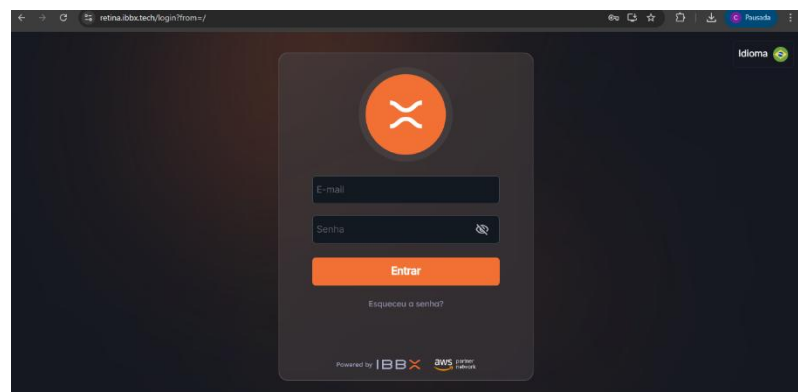 retina.ibbx.tech/login?from=/
C Pausada
Idioma
E-mail
Senha
Entrar
Esqueceu a senha?
Powered by IBBX aws partner network